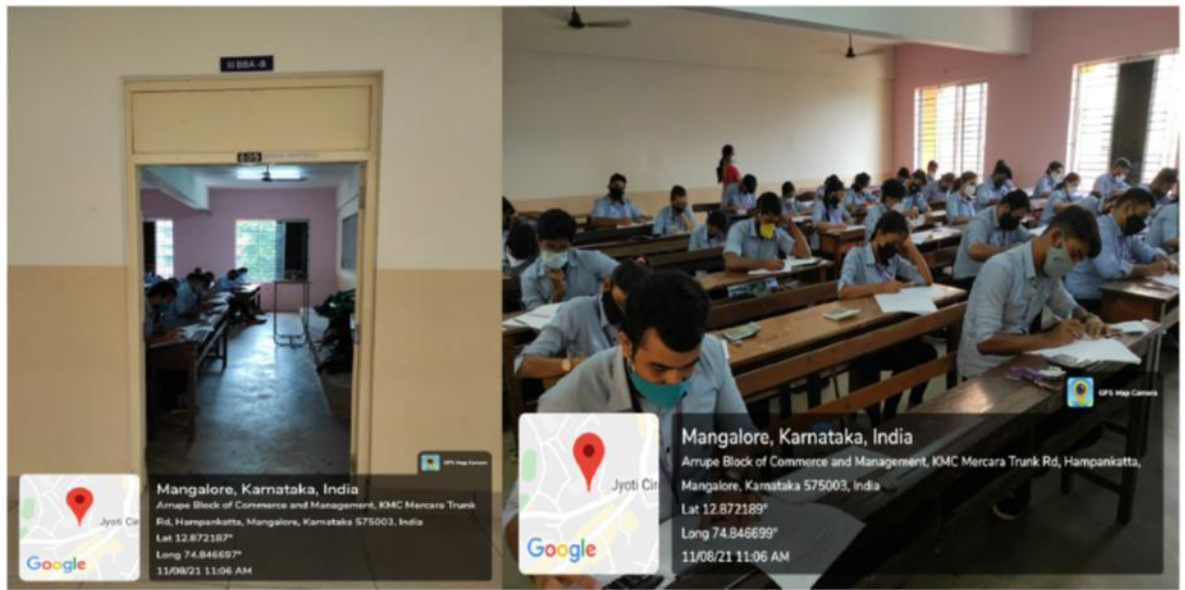 III BBA -B
605
GPS Map Camera
Jyoti Cir
Google
Mangalore, Karnataka, India
Arrupe Block of Commerce and Management, KMC Mercara Trunk
Rd, Hampankatta, Mangalore, Karnataka 575003, India
Lat 12.872187°
Long 74.846697°
11/08/21 11:06 AM
GPS Map Camera
Jyoti Cir
Google
Mangalore, Karnataka, India
Arrupe Block of Commerce and Management, KMC Mercara Trunk Rd, Hampankatta,
Mangalore, Karnataka 575003, India
Lat 12.872189°
Long 74.846699°
11/08/21 11:06 AM